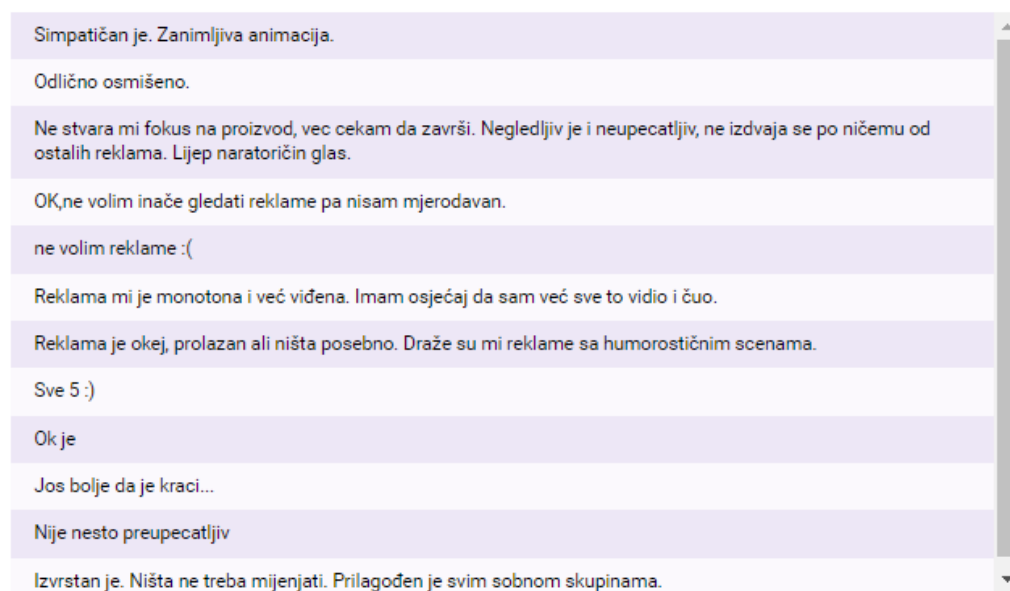 Simpatičan je. Zanimljiva animacija.
Odlično osmišeno.
Ne stvara mi fokus na proizvod, vec cekam da završi. Negledljiv je i neupecatljiv, ne izdvaja se po ničemu od
ostalih reklama. Lijep naratoričin glas.
OK,ne volim inače gledati reklame pa nisam mjerodavan.
ne volim reklame :(
Reklama mi je monotona i već viđena. Imam osjećaj da sam već sve to vidio i čuo.
Reklama je okej, prolazan ali ništa posebno. Draže su mi reklame sa humorostičnim scenama.
Sve 5 :)
Ok je
Jos bolje da je kraci...
Nije nesto preupecatljiv
Izvrstan je. Ništa ne treba mijenjati. Prilagođen je svim sobnom skupinama.